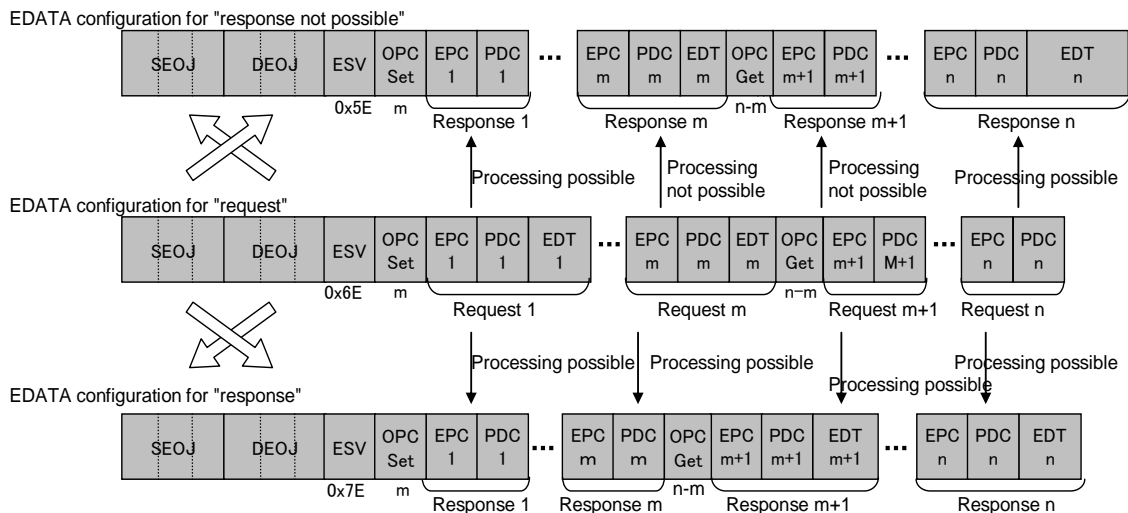 EDATA configuration for "response not possible"
SEOJ DEOJ ESV OPC Set EPC 1 PDC 1 ... EPC m PDC m EDT m OPC Get EPC m+1 PDC m+1 ... EPC n PDC n EDT n
0x5E m Response 1 Response m n-m Response m+1 Response n
Processing possible Processing not possible Processing not possible Processing possible
EDATA configuration for "request"
SEOJ DEOJ ESV OPC Set EPC 1 PDC 1 EDT 1 ... EPC m PDC m EDT m OPC Get EPC m+1 PDC M+1 ... EPC n PDC n
0x6E m Request 1 Request m n-m Request m+1 Request n
Processing possible Processing possible Processing possible Processing possible
EDATA configuration for "response"
SEOJ DEOJ ESV OPC Set EPC 1 PDC 1 ... EPC m PDC m OPC Get EPC m+1 PDC m+1 EDT m+1 ... EPC n PDC n EDT n
0x7E m Response 1 Response m n-m Response m+1 Response n